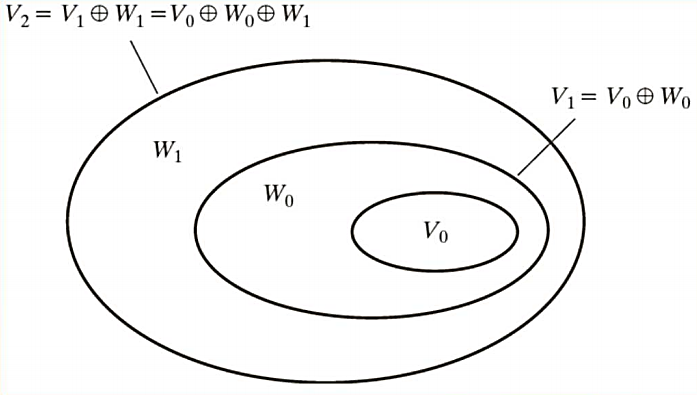 V₂ = V₁ ⊕ W₁ = V₀ ⊕ W₀ ⊕ W₁
V₁ = V₀ ⊕ W₀
W₁
W₀
V₀